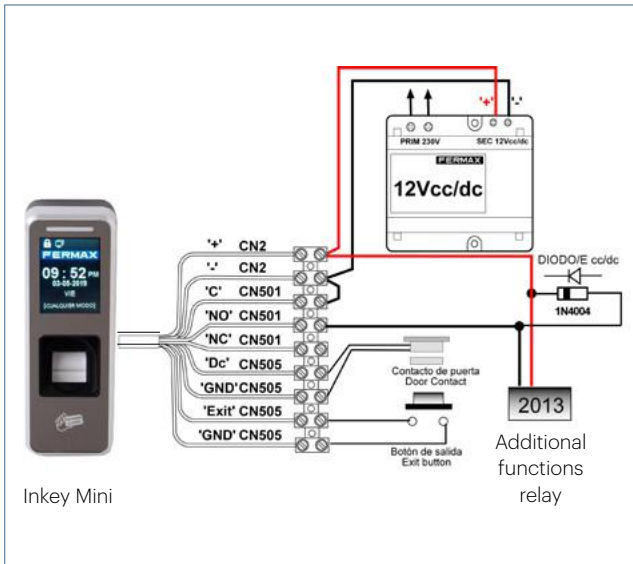 '+' '-'
PRIM 230V SEC 12Vcc/dc
FERMAX
12Vcc/dc
FERMAX
09 : 52 PM
03-05-2019
VIE
[CUALQUIER MODO]
'+' CN2
'-' CN2
'C' CN501
'NO' CN501
'NC' CN501
'Dc' CN505
'GND' CN505
'Exit' CN505
'GND' CN505
DIODO/E cc/dc
1N4004
Contacto de puerta
Door Contact
Botón de salida
Exit button
2013
Additional
functions
relay
Inkey Mini